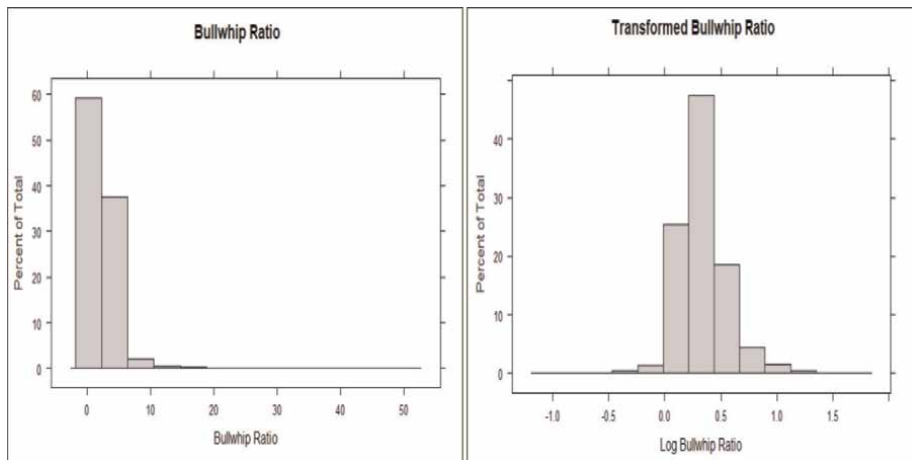 Bullwhip Ratio
Percent of Total
60
50
40
30
20
10
0
0 10 20 30 40 50
Bullwhip Ratio
Transformed Bullwhip Ratio
Percent of Total
40
30
20
10
0
-1.0 -0.5 0.0 0.5 1.0 1.5
Log Bullwhip Ratio